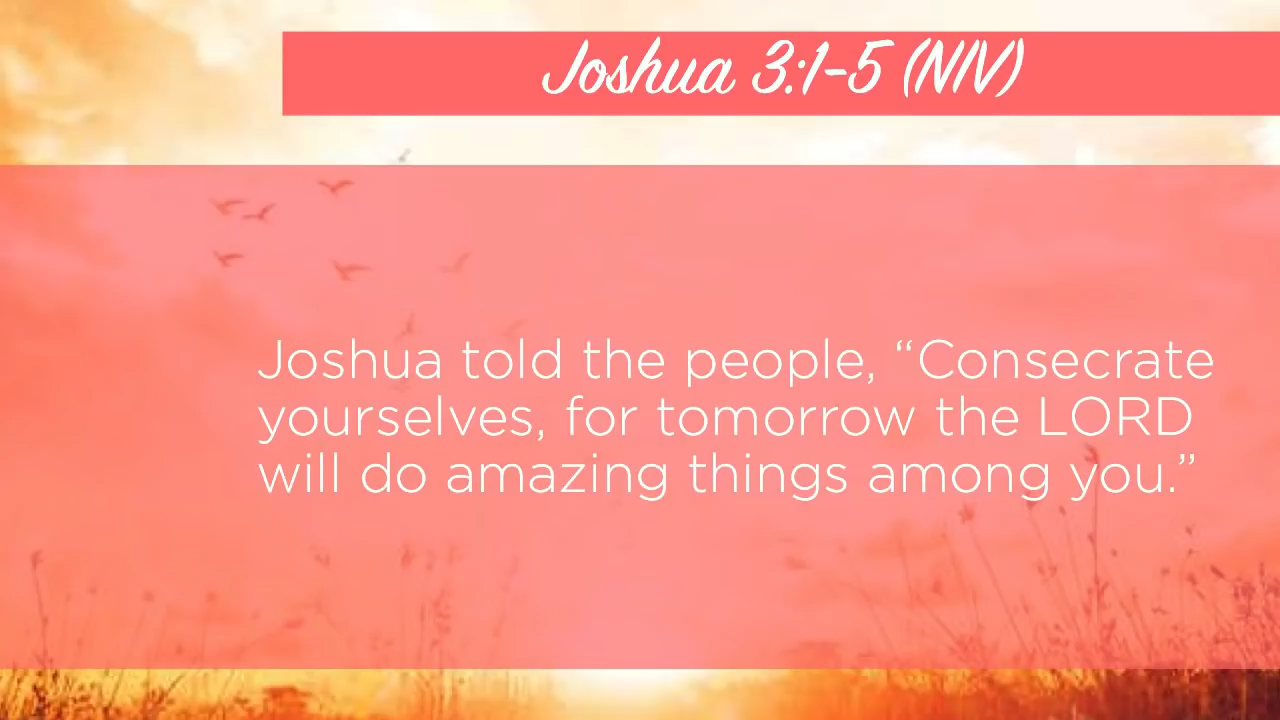 Joshua 3:1-5 (NIV)
Joshua told the people, “Consecrate
yourselves, for tomorrow the LORD
will do amazing things among you.”